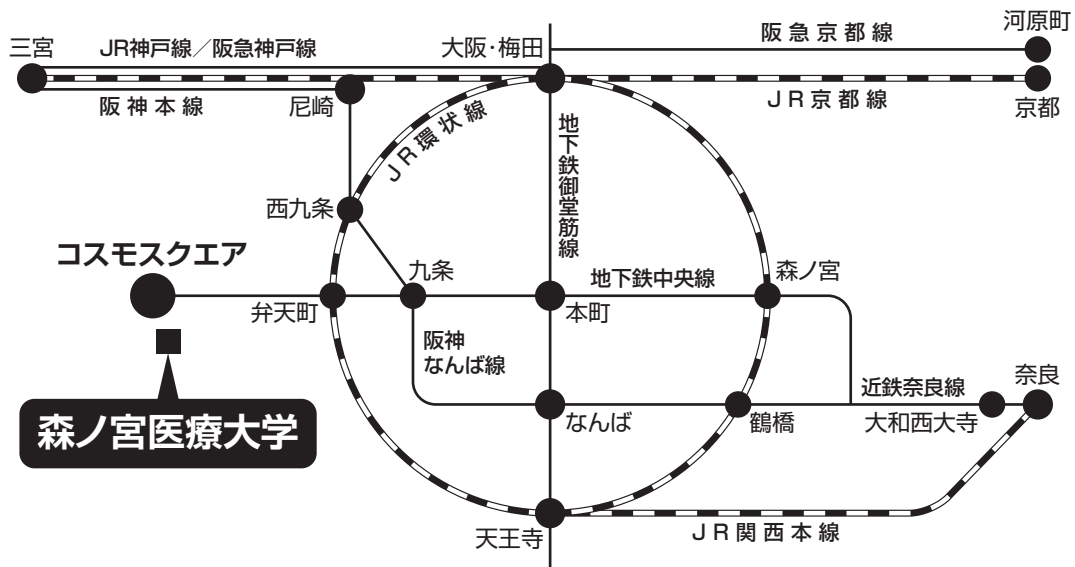 河原町
阪急京都線
三宮
JR神戸線／阪急神戸線
大阪・梅田
阪神本線
尼崎
JR京都線
京都
JR環状線
地下鉄御堂筋線
西九条
コスモスクエア
九条
地下鉄中央線
森ノ宮
弁天町
本町
阪神
なんば線
近鉄奈良線
奈良
なんば
鶴橋
大和西大寺
森ノ宮医療大学
天王寺
JR関西本線